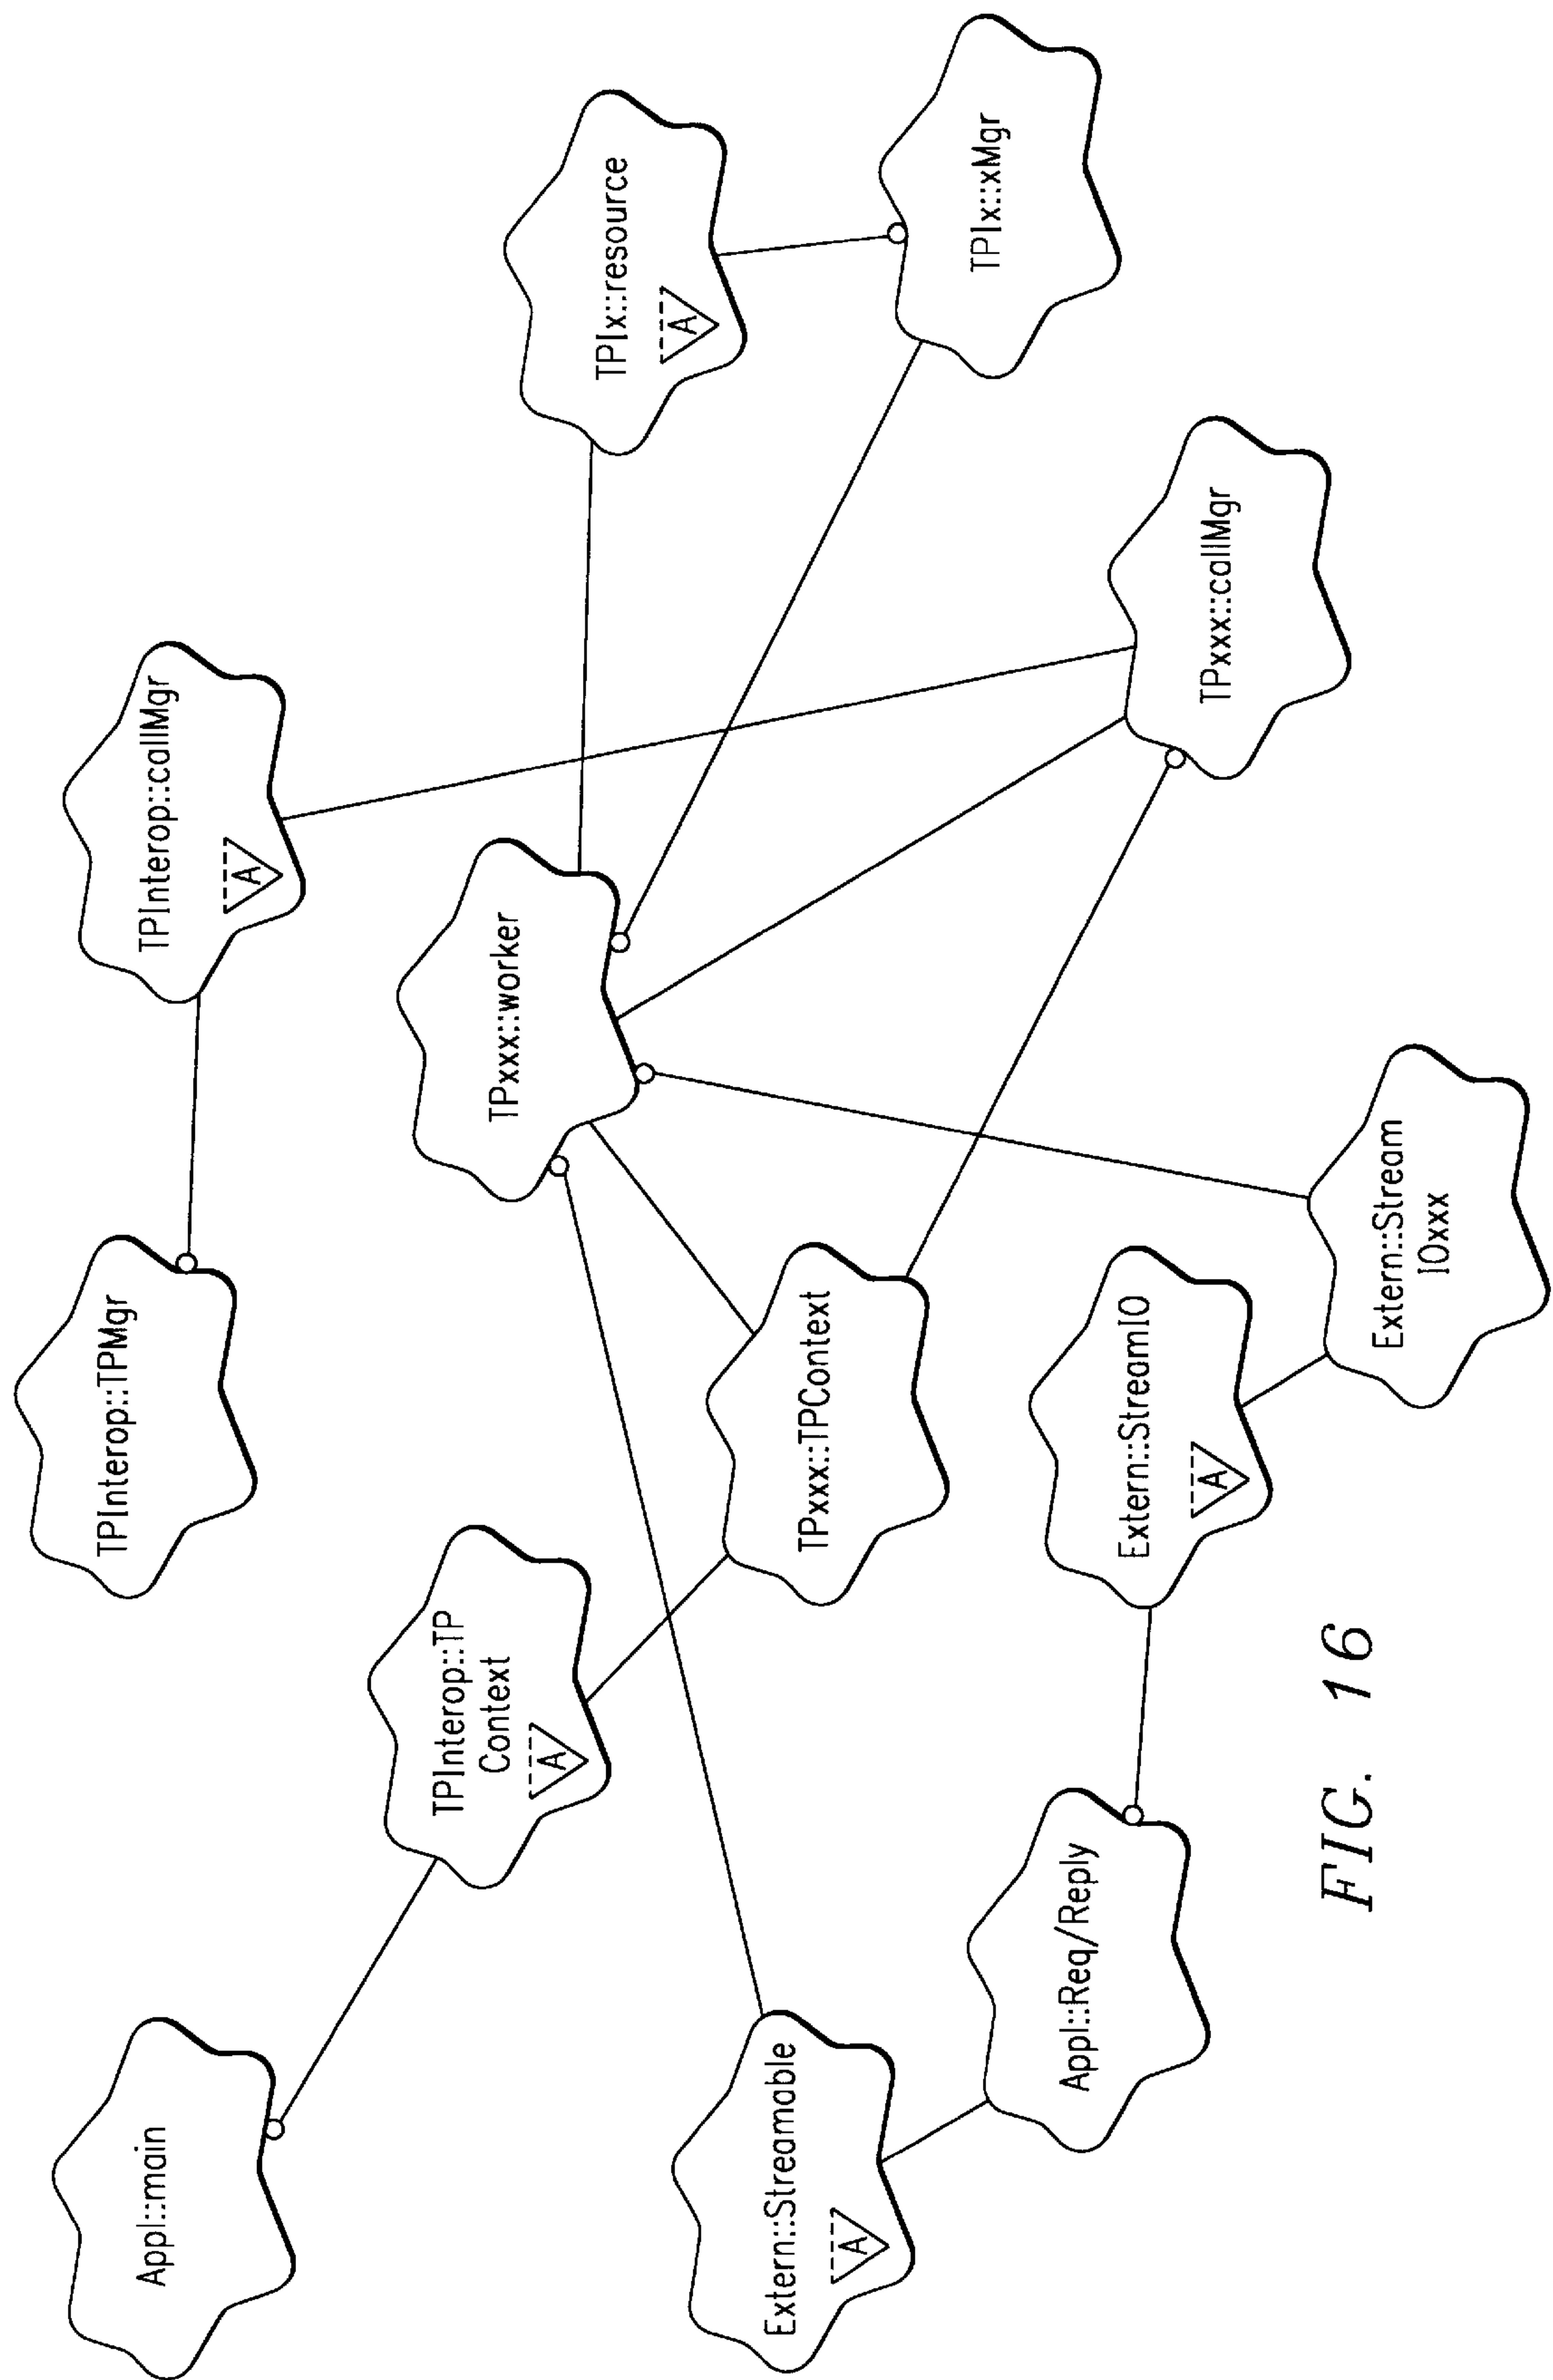 Appl::main
TPInterop::TPMgr
TPInterop::callMgr
A
TPInterop::TP
Context
A
TPxxx::worker
TPIx::resource
A
Extern::Streamable
A
TPxxx::TPContext
TPIx::xMgr
Appl::Req/Reply
Extern::StreamIO
A
TPxxx::callMgr
Extern::Stream
IOxxx
FIG. 16